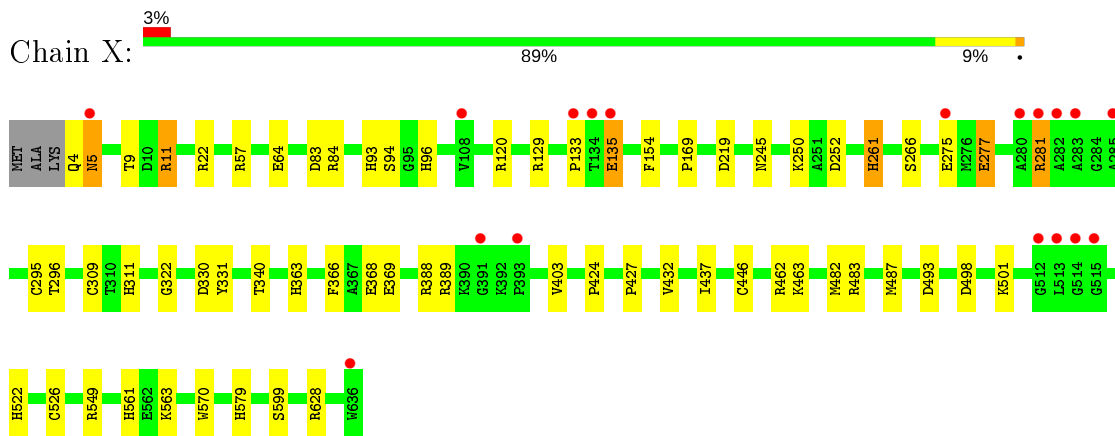 3%
Chain X:
89% 9% •
MET ALA LYS Q4 N5 T9 D10 R11 R22 R57 E64 D83 R84 H93 S94 G95 H96 V108 R120 R129 P133 T134 E135 F154 P169 D219 N245 K250 A251 D252 H261 S266 E275 M276 E277 A280 R281 A282 A283 G284 A285
C295 T296 C309 T310 H311 G322 D330 Y331 T340 H363 F366 A367 E368 E369 R388 R389 K390 G391 K392 P393 V403 P424 P427 V432 I437 C446 R462 K463 M482 R483 M487 D493 D498 K501 G512 L513 G514 G515
H522 C526 R549 H561 E562 K563 W570 H579 S599 R628 W636